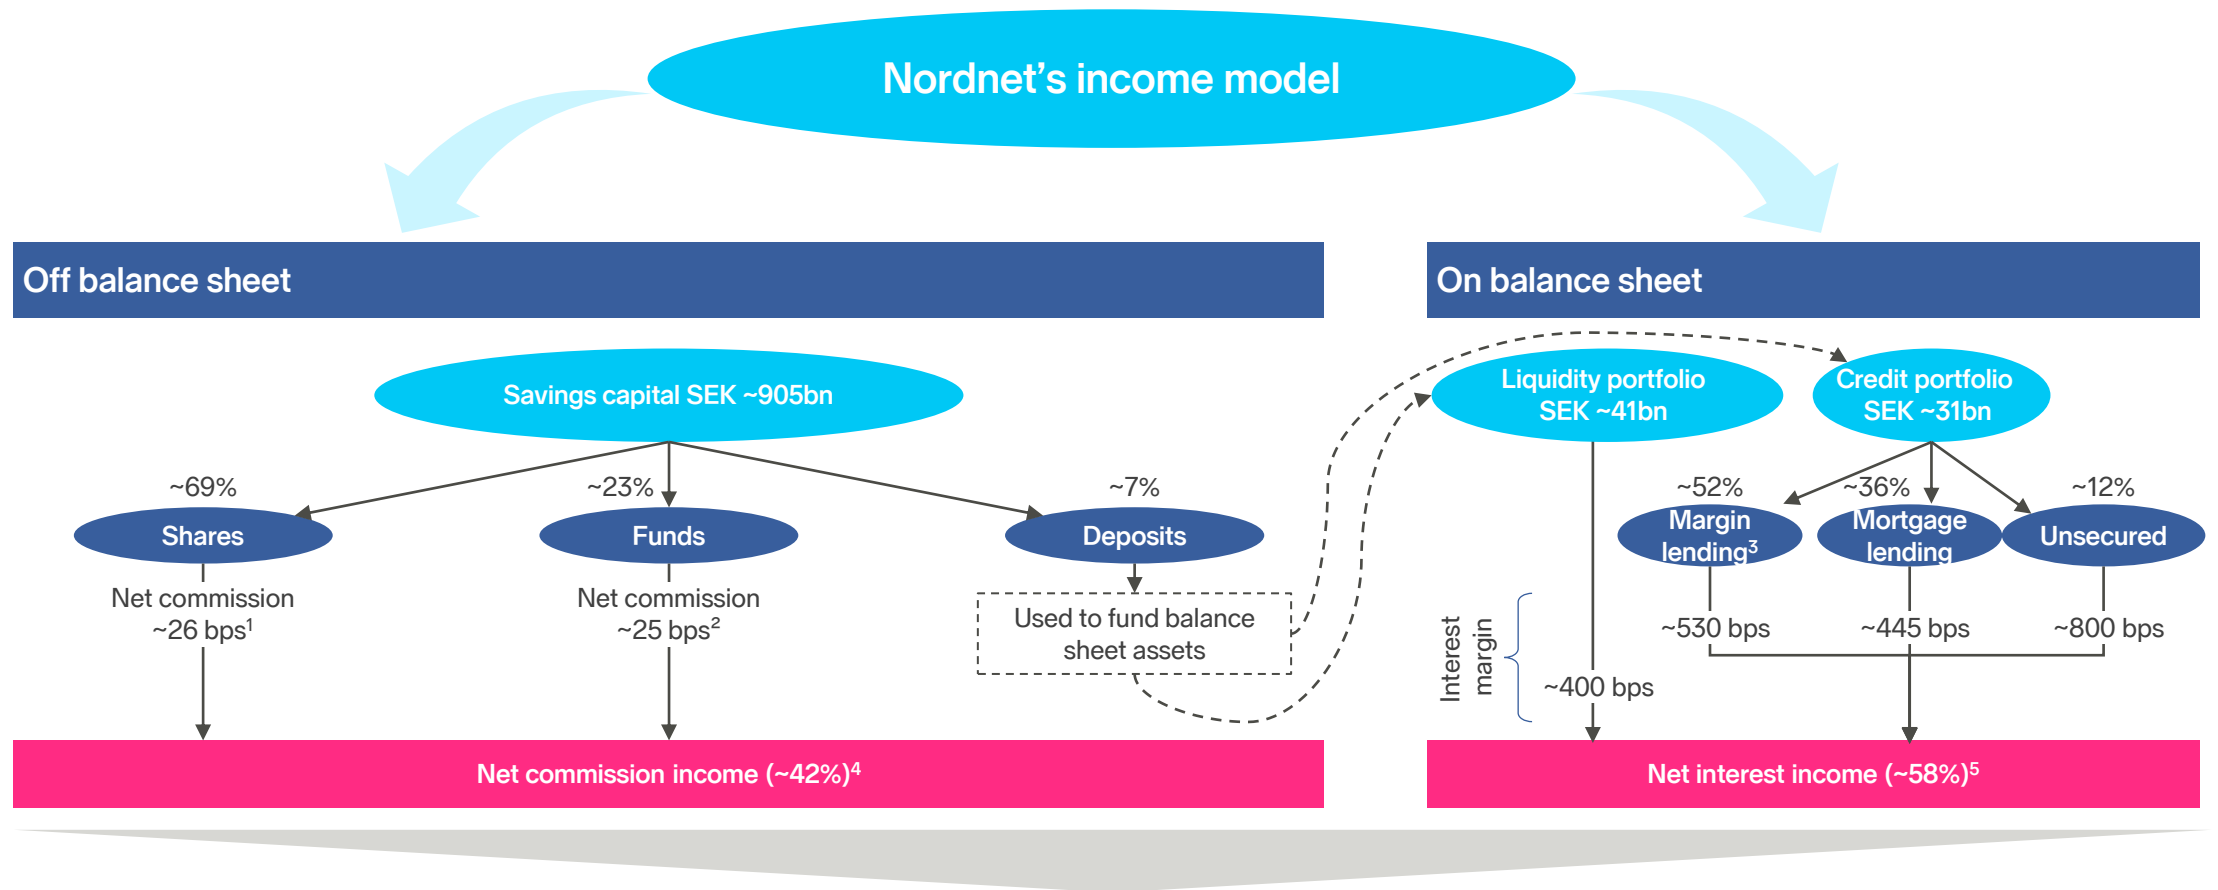 Nordnet’s income model
Off balance sheet
On balance sheet
Savings capital SEK ~905bn
Liquidity portfolio
SEK ~41bn
Credit portfolio
SEK ~31bn
~69%
~23%
~7%
~52%
~36%
~12%
Shares
Funds
Deposits
Margin
lending³
Mortgage
lending
Unsecured
Net commission
~26 bps¹
Net commission
~25 bps²
Used to fund balance
sheet assets
Interest
margin
~400 bps
~530 bps
~445 bps
~800 bps
Net commission income (~42%)⁴
Net interest income (~58%)⁵